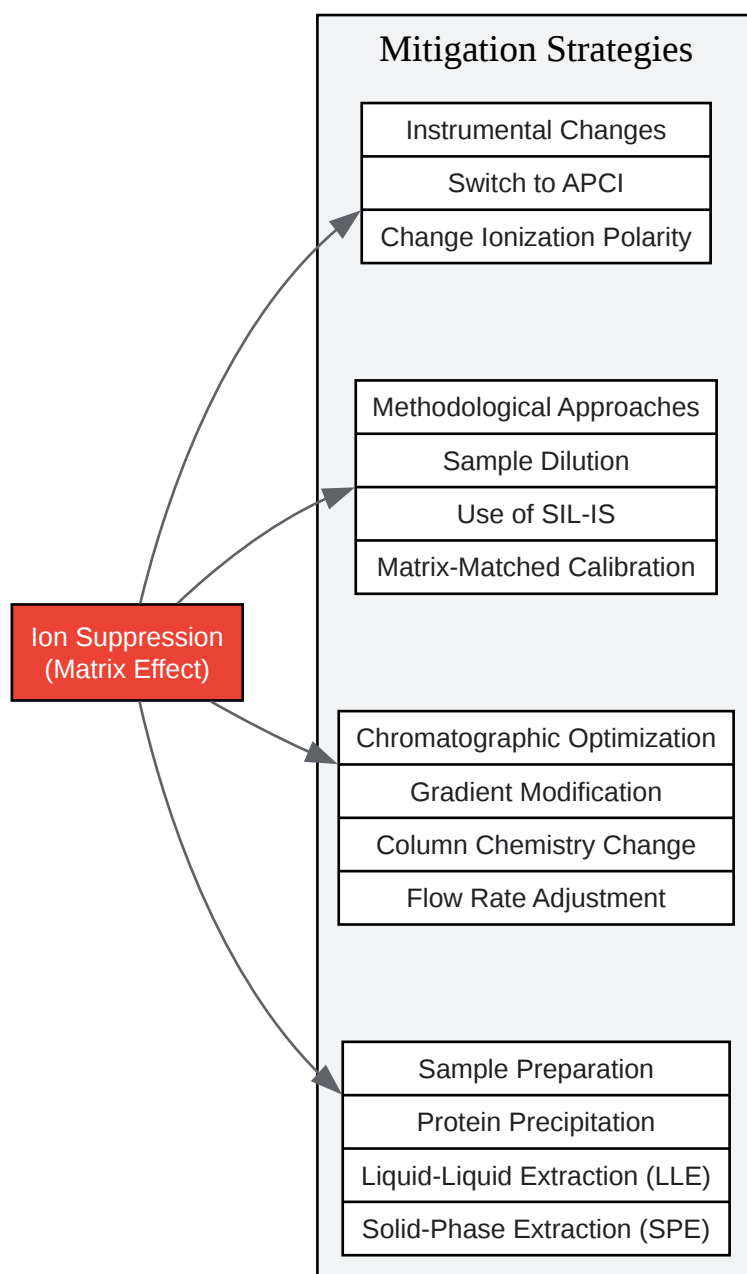 Mitigation Strategies
Instrumental Changes
Switch to APCI
Change Ionization Polarity
Methodological Approaches
Sample Dilution
Use of SIL-IS
Matrix-Matched Calibration
Ion Suppression
(Matrix Effect)
Chromatographic Optimization
Gradient Modification
Column Chemistry Change
Flow Rate Adjustment
Sample Preparation
Protein Precipitation
Liquid-Liquid Extraction (LLE)
Solid-Phase Extraction (SPE)